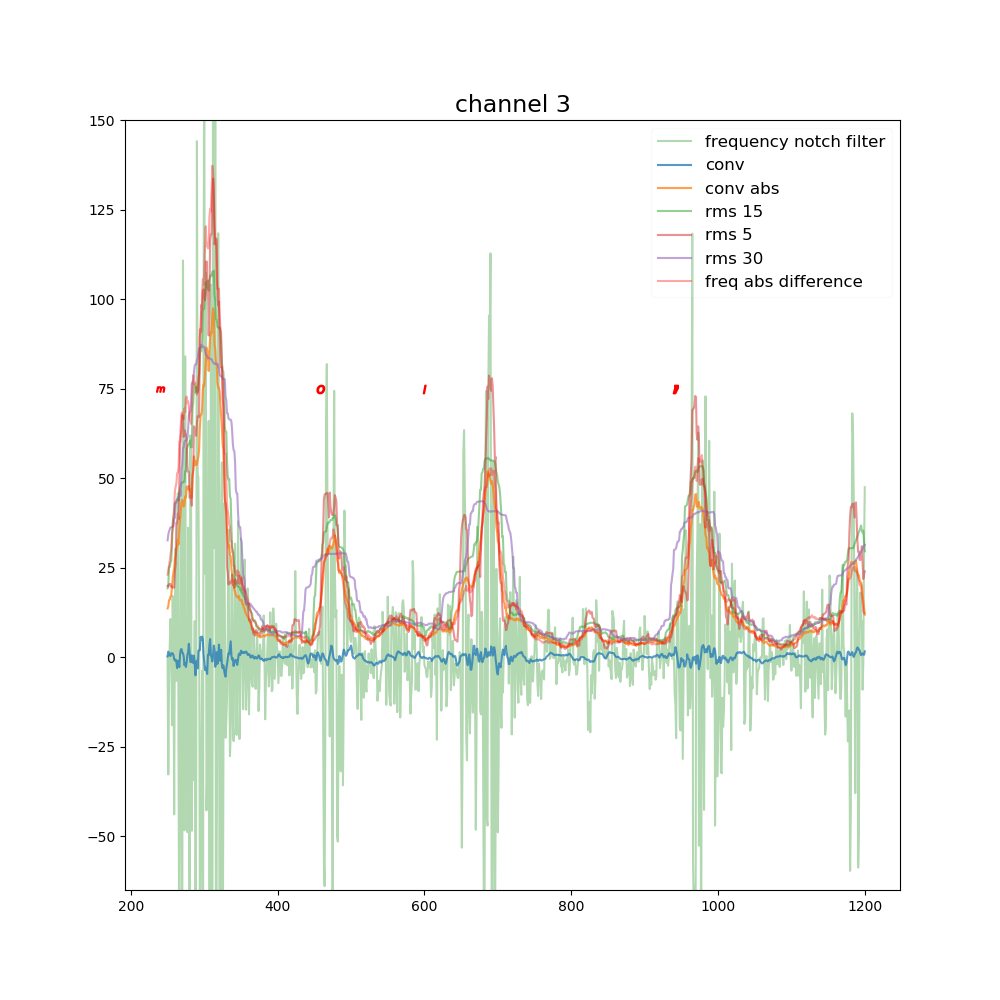 channel 3
150
125
100
75
50
25
0
−25
−50
frequency notch filter
conv
conv abs
rms 15
rms 5
rms 30
freq abs difference
m o l ,
200 400 600 800 1000 1200